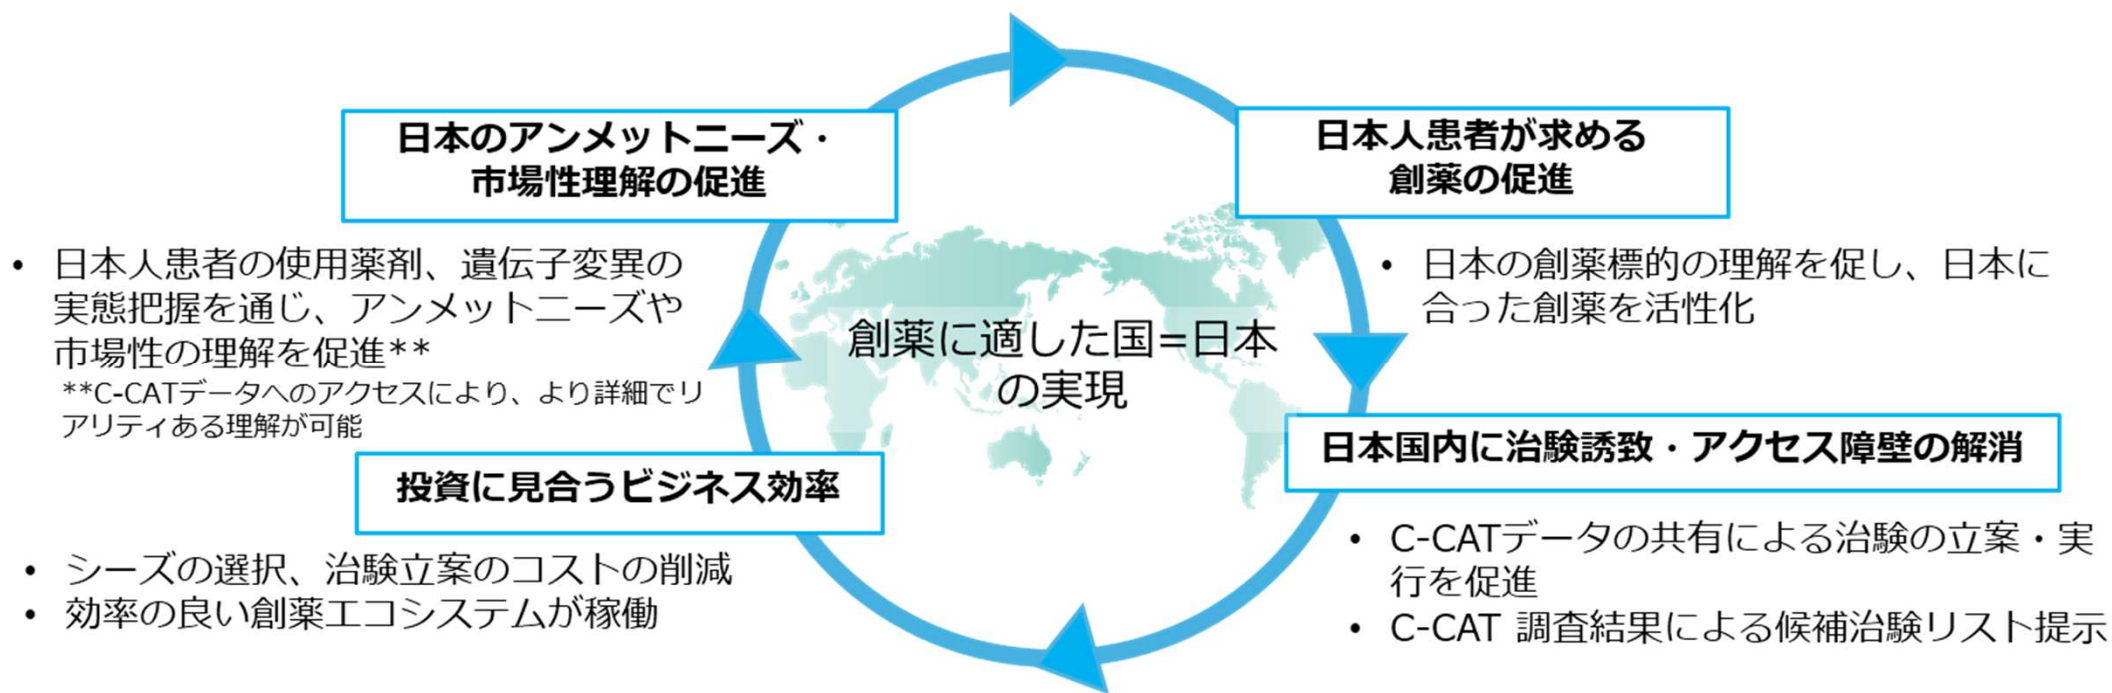 日本のアンメットニーズ・
市場性理解の促進
• 日本人患者の使用薬剤、遺伝子変異の
実態把握を通じ、アンメットニーズや
市場性の理解を促進**
**C-CATデータへのアクセスにより、より詳細でリ
アリティある理解が可能
日本人患者が求める
創薬の促進
• 日本の創薬標的の理解を促し、日本に
合った創薬を活性化
創薬に適した国=日本
の実現
日本国内に治験誘致・アクセス障壁の解消
• C-CATデータの共有による治験の立案・実
行を促進
• C-CAT 調査結果による候補治験リスト提示
投資に見合うビジネス効率
• シーズの選択、治験立案のコストの削減
• 効率の良い創薬エコシステムが稼働